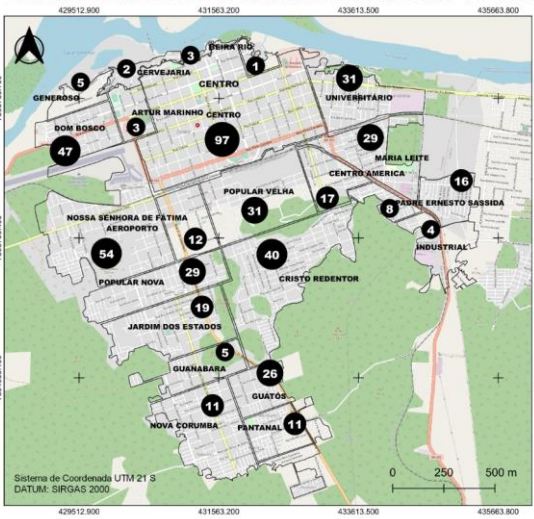 429512.900 431563.200 433613.500 435663.800
BEIRA RIO
3
1
2
CERVEJARIA
5
CENTRO
31
GENEROSO
UNIVERSITÁRIO
ARTUR MARINHO
CENTRO
DOM BOSCO
3
97
29
47
MARIA LEITE
CENTRO AMERICA
16
POPULAR VELHA
17
PADRE ERNESTO SASSIDA
31
8
NOSSA SENHORA DE FÁTIMA
AEROPORTO
4
12
INDUSTRIAL
54
40
29
POPULAR NOVA
CRISTO REDENTOR
19
JARDIM DOS ESTADOS
5
GUANABARA
26
GUATÓS
11
NOVA CORUMBA
PANTANAL
11
Sistema de Coordenada UTM 21 S
DATUM: SIRGAS 2000
0 250 500 m
429512.900 431563.200 433613.500 435663.800